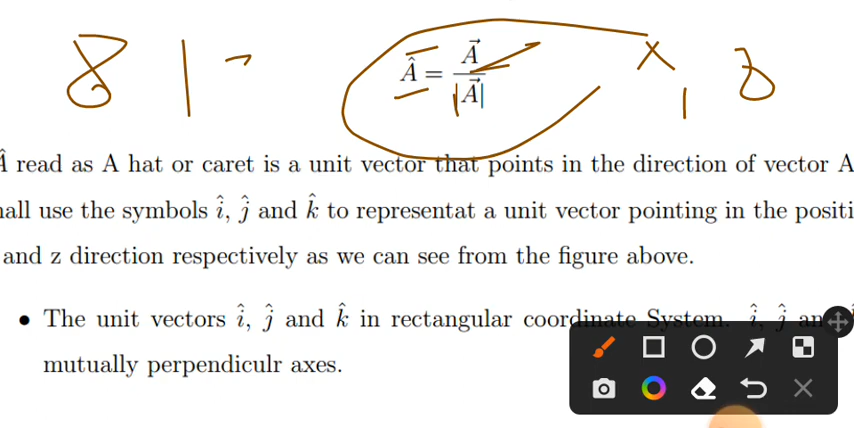 Â = A⃗ / |A⃗|
Â read as A hat or caret is a unit vector that points in the direction of vector A
all use the symbols î, ĵ and k̂ to representat a unit vector pointing in the positi
and z direction respectively as we can see from the figure above.
• The unit vectors î, ĵ and k̂ in rectangular coordinate System. î, ĵ an
mutually perpendiculr axes.